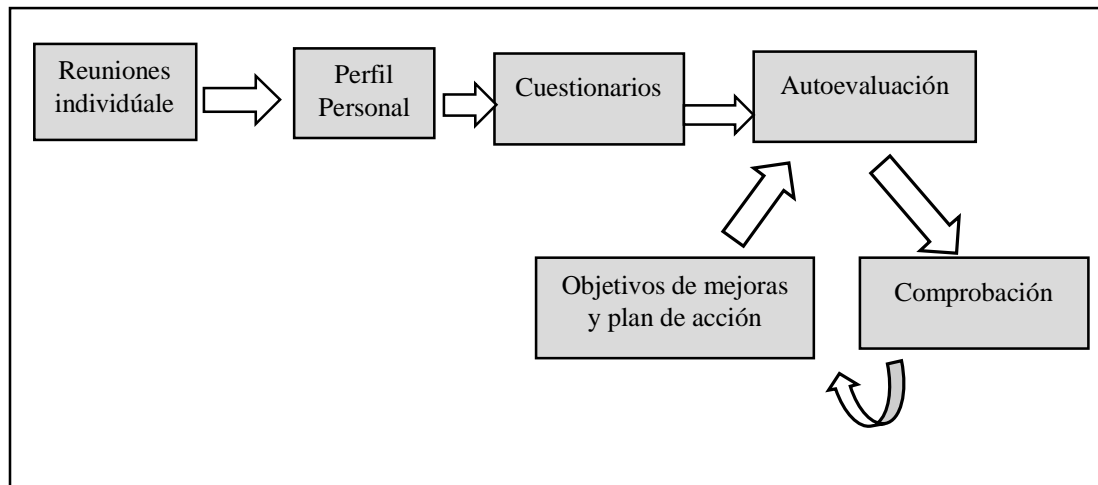 Reuniones
individúale
Perfil
Personal
Cuestionarios
Autoevaluación
Objetivos de mejoras
y plan de acción
Comprobación